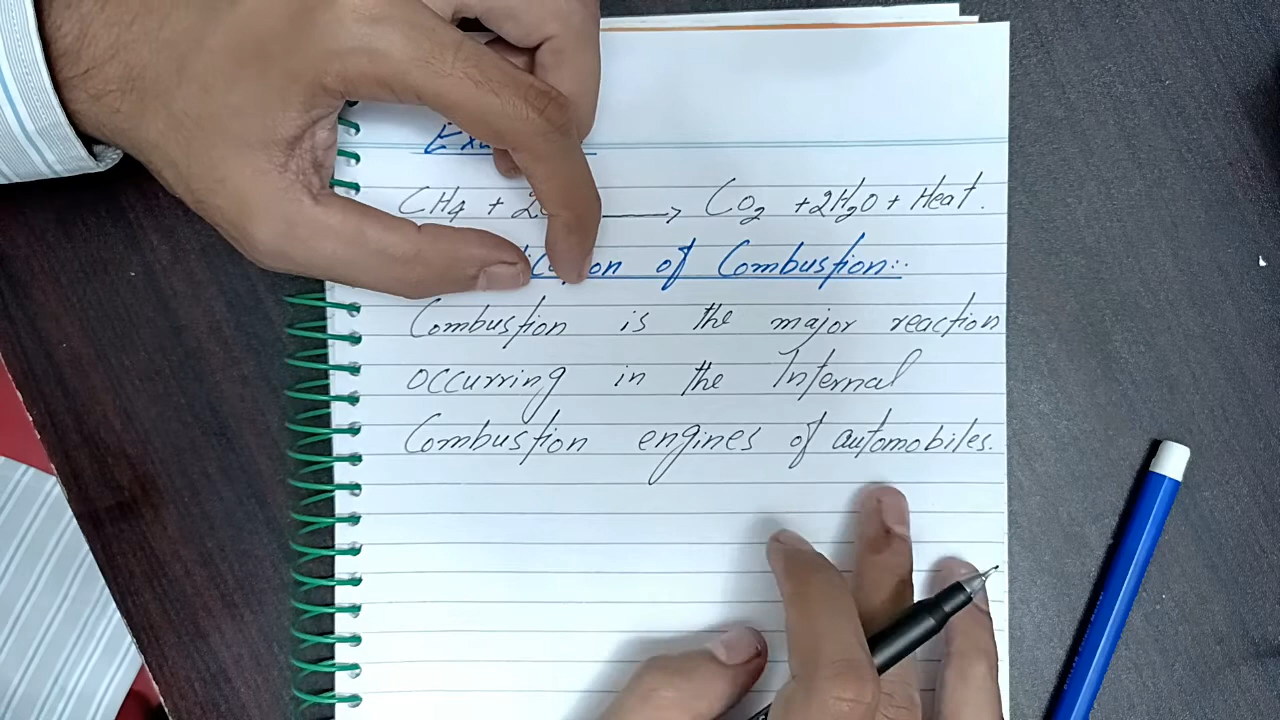 CH4 + 2 → CO2 + 2H2O + Heat.
of Combustion:.
Combustion is the major reaction
occurring in the Internal
Combustion engines of automobiles.